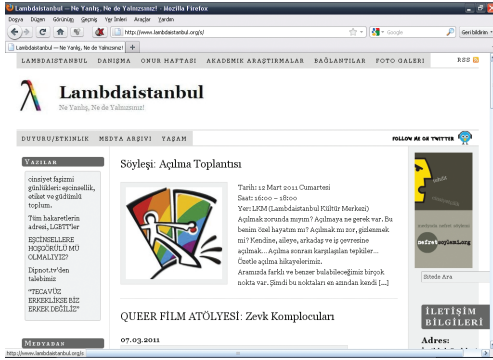 Lambdaistanbul — Ne Yanlış, Ne de Yalnızsınız! - Mozilla Firefox
Dosya Düzen Görünüm Geçmiş Yer İmleri Araçlar Yardım
http://www.lambdaistanbul.org/s/
Google
Geri bildirim
Lambdaistanbul — Ne Yanlış, Ne de Yalnızsınız!
LAMBDAISTANBUL DANIŞMA ONUR HAFTASI AKADEMIK ARAŞTIRMALAR BAĞLANTILAR FOTO GALERI RSS
λ Lambdaistanbul
Ne Yanlış, Ne de Yalnızsınız!
DUYURU/ETKINLIK MEDYA ARŞIVI YAŞAM
FOLLOW ME ON TWITTER
YAZILAR
cinsiyet faşizmi
günlükleri: eşcinsellik,
etiket ve güdümlü
toplum.
Tüm hakaretlerin
adresi, LGBTT'ler
EŞCİNSELLERE
HOŞGÖRÜLÜ MÜ
OLMALIYIZ?
Dipnot.tv'den
talebimiz
“TECAVÜZ
ERKEKLİKSE BİZ
ERKEK DEĞİLİZ”
MEDYADAN
Söyleşi: Açılma Toplantısı
Tarih: 12 Mart 2011 Cumartesi
Saat: 16:00 – 18:00
Yer: LKM (Lambdaistanbul Kültür Merkezi)
Açılmak zorunda mıyım? Açılmaya ne gerek var. Bu
benim özel hayatım mı? Açılmak mı zor, gizlenmek
mi? Kendine, aileye, arkadaş ve iş çevresine
açılmak… Açılma sonrası karşılaşılan tepkiler…
Özetle açılma hikayelerimiz.
Aramızda farklı ve benzer bulabileceğimiz birçok
nokta var. Şimdi bu noktaları en azından kendi [...]
QUEER FİLM ATÖLYESİ: Zevk Komplocuları
07.03.2011
nefretsoylemi.org
Sitede Ara
İLETİŞİM
BİLGİLERİ
Adres:
http://www.lambdaistanbul.org/s